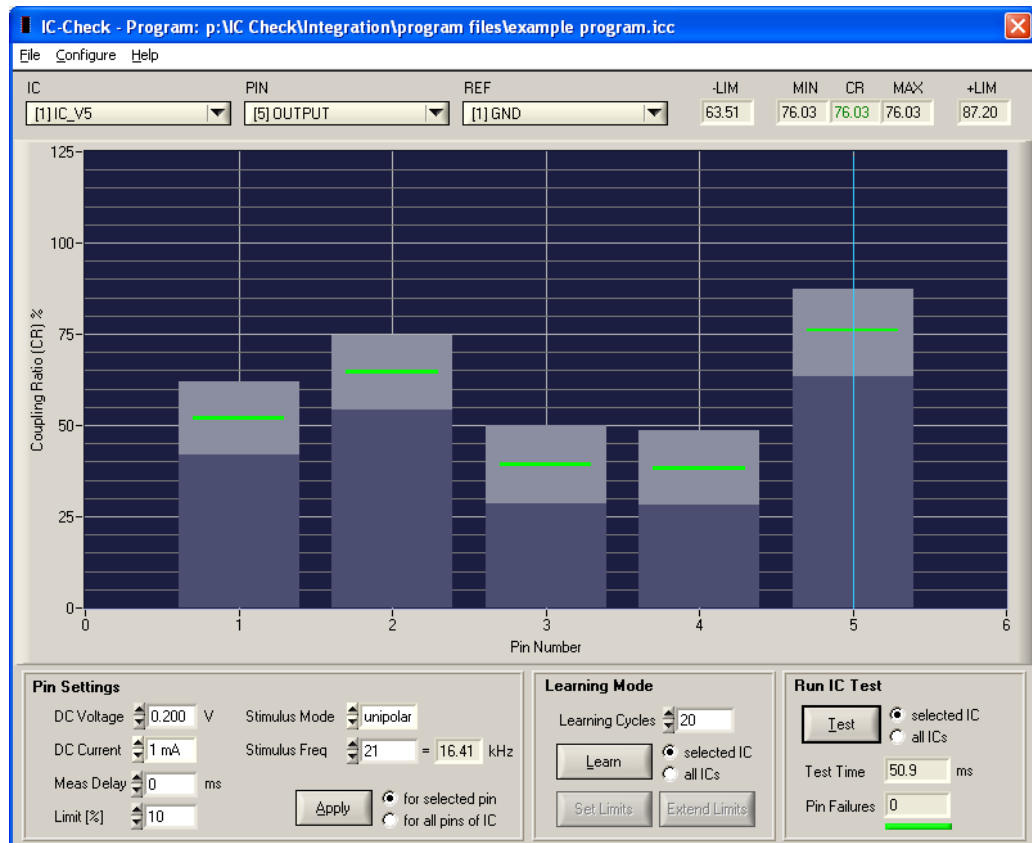 IC-Check - Program: p:\IC Check\Integration\program files\example program.icc
File Configure Help
IC PIN REF -LIM MIN CR MAX +LIM
[1] IC_V5 [5] OUTPUT [1] GND 63.51 76.03 76.03 76.03 87.20
125
100
75
50
25
0
Coupling Ratio (CR) %
0 1 2 3 4 5 6
Pin Number
Pin Settings
DC Voltage 0.200 V Stimulus Mode unipolar
DC Current 1 mA Stimulus Freq 21 = 16.41 kHz
Meas Delay 0 ms
Limit [%] 10
Apply
for selected pin
for all pins of IC
Learning Mode
Learning Cycles 20
Learn
selected IC
all ICs
Set Limits Extend Limits
Run IC Test
Test
selected IC
all ICs
Test Time 50.9 ms
Pin Failures 0